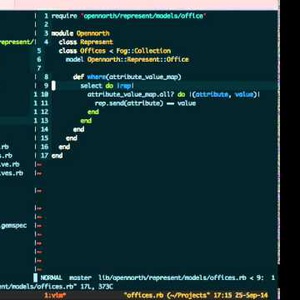 1 require 'opennorth/represent/models/office'
2
3 module Opennorth
represent/ 4 class Represent
5 class Offices < Fog::Collection
6 model Opennorth::Represent::Office
7
8 def where(attribute_value_map)
9 select do |rep|
10 attribute_value_map.all? do |(attribute, value)|
11 rep.send(attribute) == value
12 end
13 end
rb 14 end
s.rb 15 end
ve.rb 16 end
ves.rb 17 end
~
~
~
.gemspec ~
~
~
~
NORMAL master lib/opennorth/represent/models/offices.rb < 9: 1
ent/models/offices.rb" 17L, 373C
1:vim* "offices.rb (~/Projects" 17:15 25-Sep-14